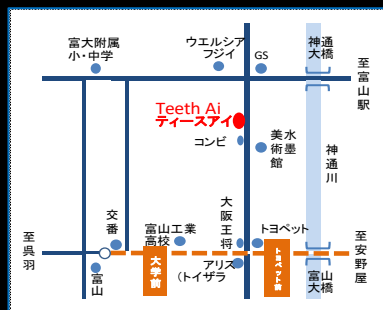 富大附属
小・中学
ウエルシア
フジイ
GS
神通
大橋
至富山駅
Teeth Ai
ティースアイ
コンビ
水墨
美術館
神通川
大阪王将
トヨペット
交番
富山工業
高校
至呉羽
至安野屋
大学前
トヨペット前
アリス
(トイザラ
富山
富山
大橋